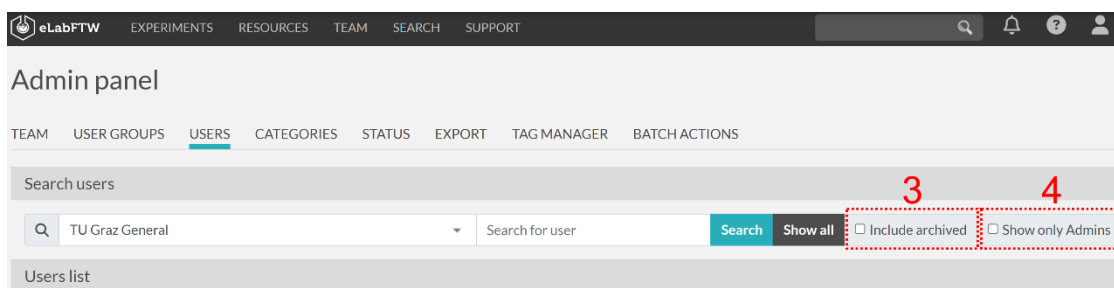 eLabFTW EXPERIMENTS RESOURCES TEAM SEARCH SUPPORT
Admin panel
TEAM USER GROUPS USERS CATEGORIES STATUS EXPORT TAG MANAGER BATCH ACTIONS
Search users
3 4
TU Graz General Search for user Search Show all Include archived Show only Admins
Users list